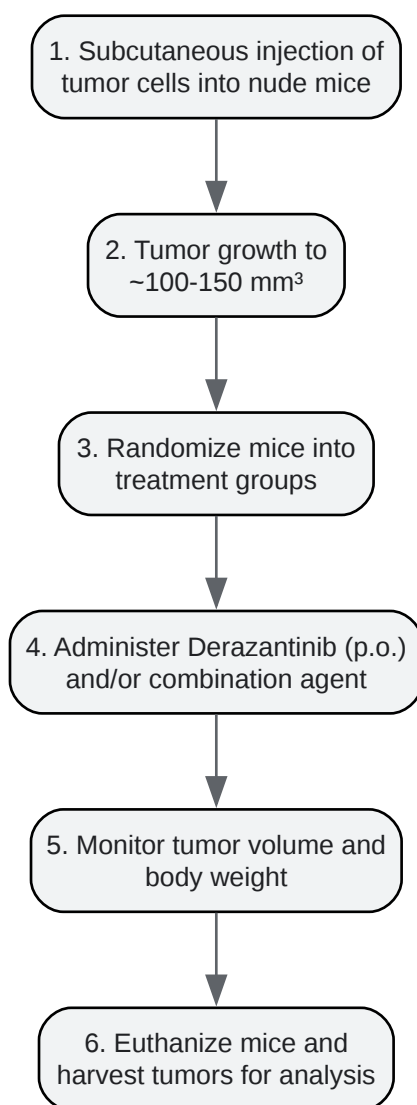 1. Subcutaneous injection of
tumor cells into nude mice
2. Tumor growth to
~100-150 mm³
3. Randomize mice into
treatment groups
4. Administer Derazantinib (p.o.)
and/or combination agent
5. Monitor tumor volume and
body weight
6. Euthanize mice and
harvest tumors for analysis